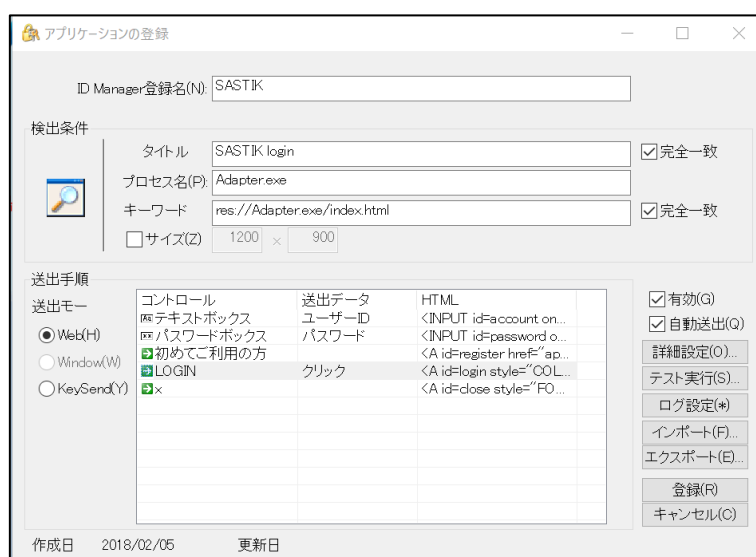 アプリケーションの登録
ID Manager登録名(N): SASTIK
検出条件
タイトル SASTIK login 完全一致
プロセス名(P): Adapter.exe
キーワード res://Adapter.exe/index.html 完全一致
サイズ(Z) 1200 × 900
送出手順
送出モー
Web(H)
Window(W)
KeySend(Y)
コントロール 送出データ HTML
テキストボックス ユーザーID <INPUT id=account on...
パスワードボックス パスワード <INPUT id=password o...
初めてご利用の方 <A id=register href="ap...
LOGIN クリック <A id=login style="COL...
× <A id=close style="FO...
有効(G)
自動送出(Q)
詳細設定(O)...
テスト実行(S)...
ログ設定(*)
インポート(F)...
エクスポート(E)...
登録(R)
キャンセル(C)
作成日 2018/02/05 更新日